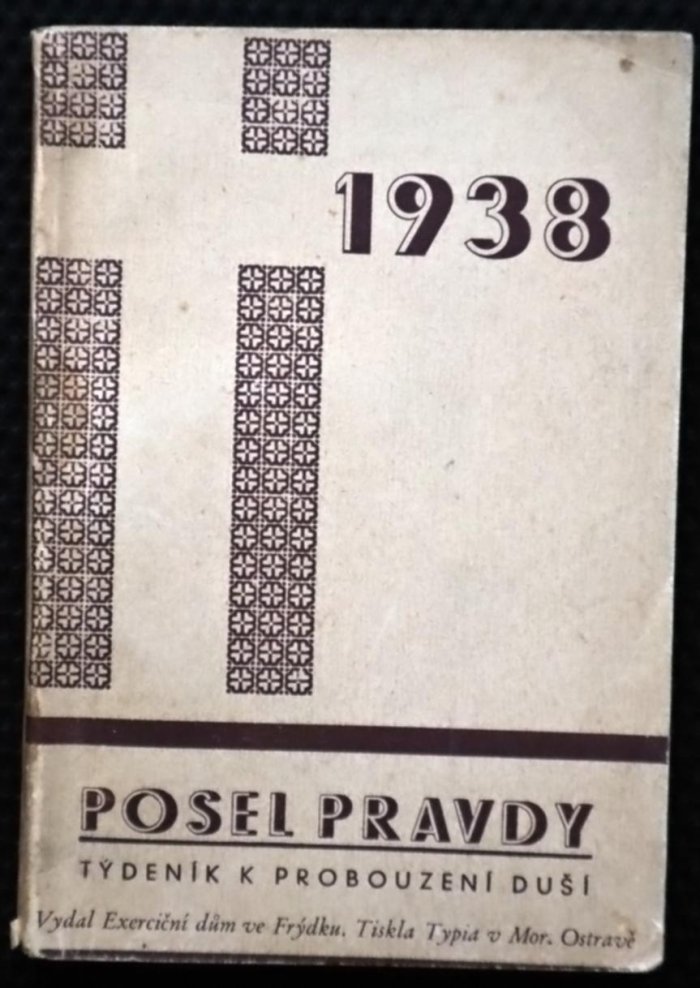 1938
POSEL PRAVDY
TÝDENÍK K PROBOUZENÍ DUŠÍ
Vydal Exerciční dům ve Frýdku. Tiskla Typia v Mor. Ostravě